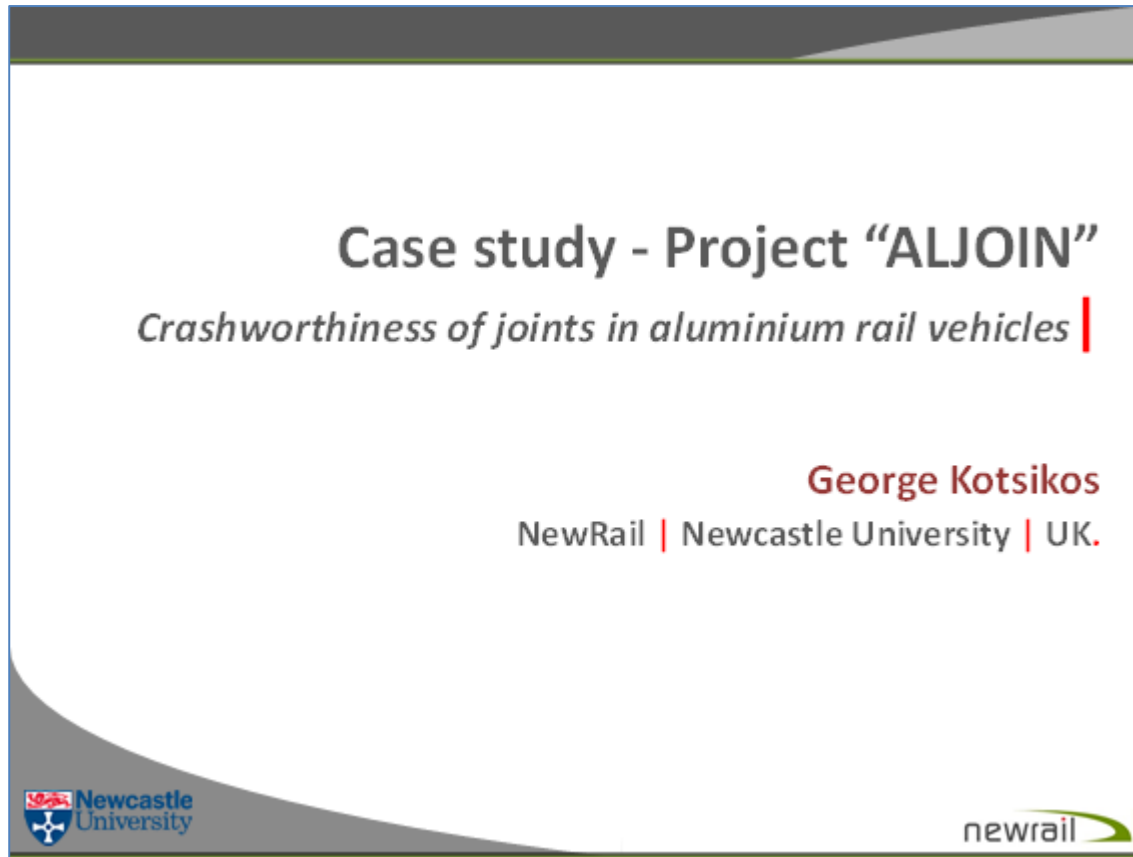 Case study - Project “ALJOIN”
Crashworthiness of joints in aluminium rail vehicles |
George Kotsikos
NewRail | Newcastle University | UK.
Newcastle
University
newrail